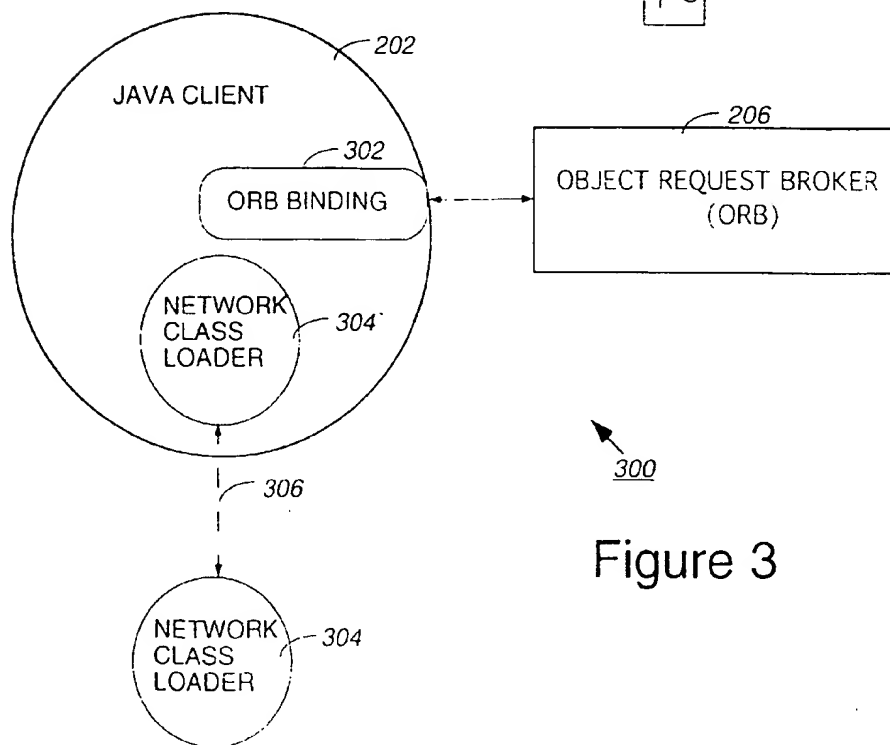 202
JAVA CLIENT
206
302
ORB BINDING
OBJECT REQUEST BROKER
(ORB)
NETWORK
CLASS
LOADER
304'
300
306
Figure 3
NETWORK
CLASS
LOADER
304